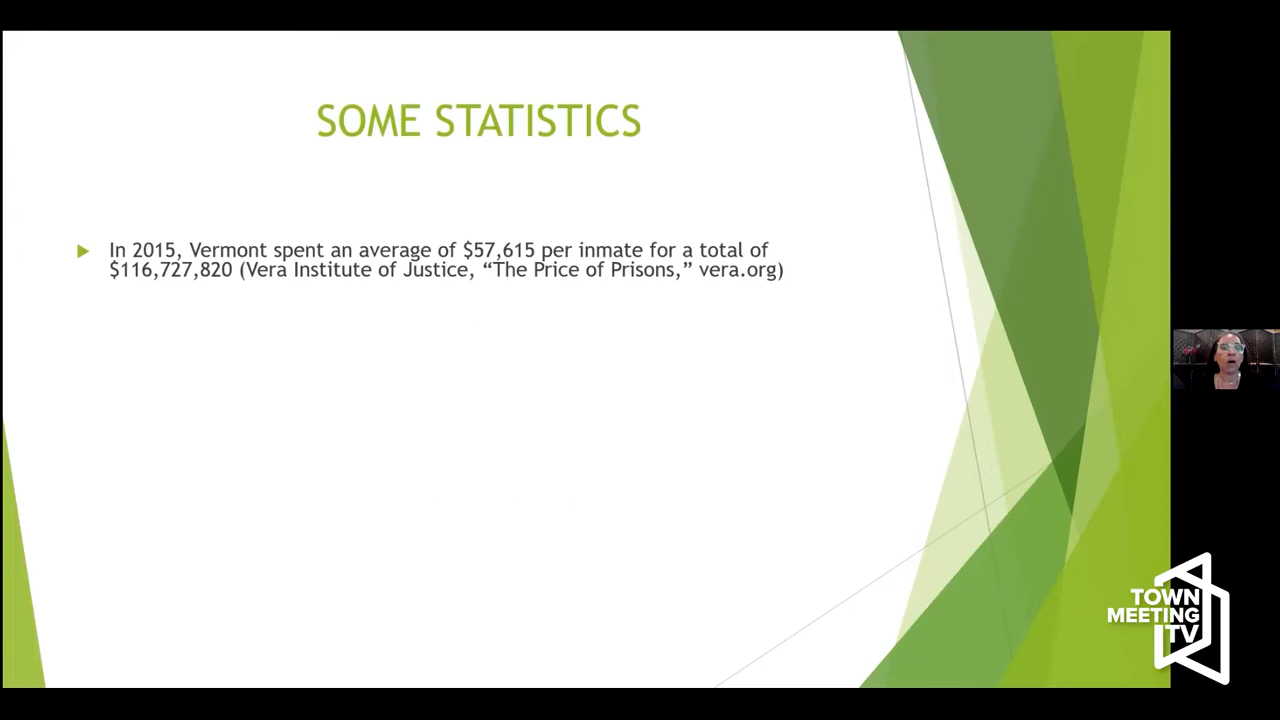 SOME STATISTICS
In 2015, Vermont spent an average of $57,615 per inmate for a total of
$116,727,820 (Vera Institute of Justice, “The Price of Prisons,” vera.org)
TOWN
MEETING
TV